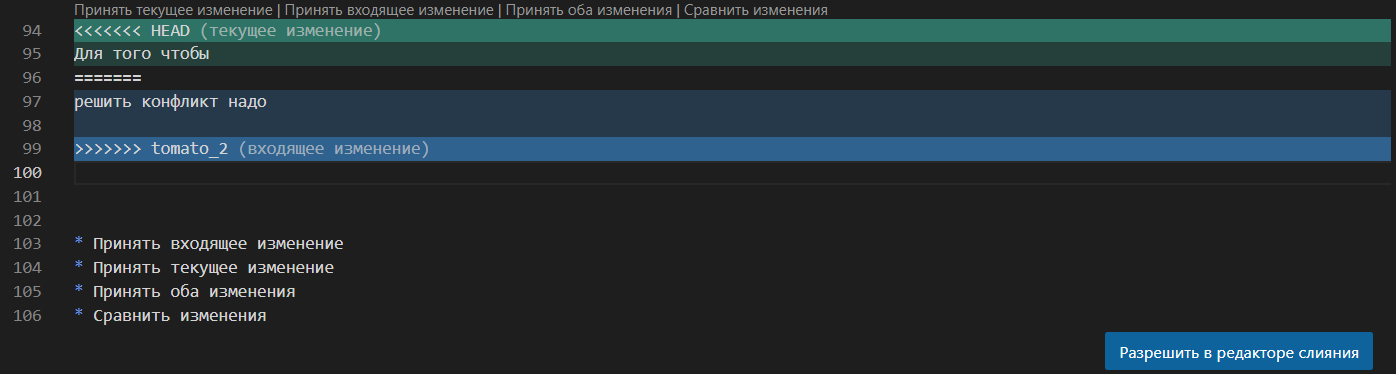 Принять текущее изменение | Принять входящее изменение | Принять оба изменения | Сравнить изменения
94 <<<<<<< HEAD (текущее изменение)
95 Для того чтобы
96 =======
97 решить конфликт надо
98
99 >>>>>>> tomato_2 (входящее изменение)
100
101
102
103 * Принять входящее изменение
104 * Принять текущее изменение
105 * Принять оба изменения
106 * Сравнить изменения
Разрешить в редакторе слияния